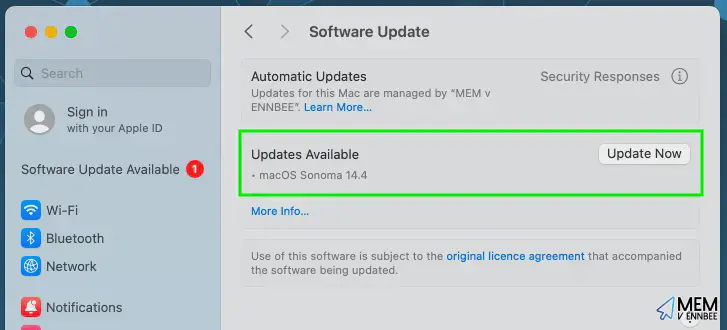 Software Update
Search
Automatic Updates
Security Responses
Updates for this Mac are managed by “MEM v
ENNBEE”. Learn More...
Sign in
with your Apple ID
Software Update Available 1
Updates Available
Update Now
• macOS Sonoma 14.4
More Info...
Wi-Fi
Bluetooth
Network
Use of this software is subject to the original licence agreement that accompanied
the software being updated.
Notifications
MEM
V ENNBEE